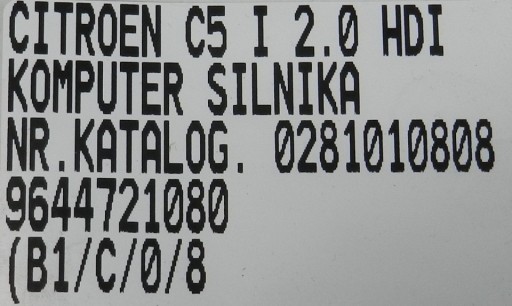 CITROEN C5 I 2.0 HDI
KOMPUTER SILNIKA
NR.KATALOG. 0281010808
9644721080
(B1/C/0/8